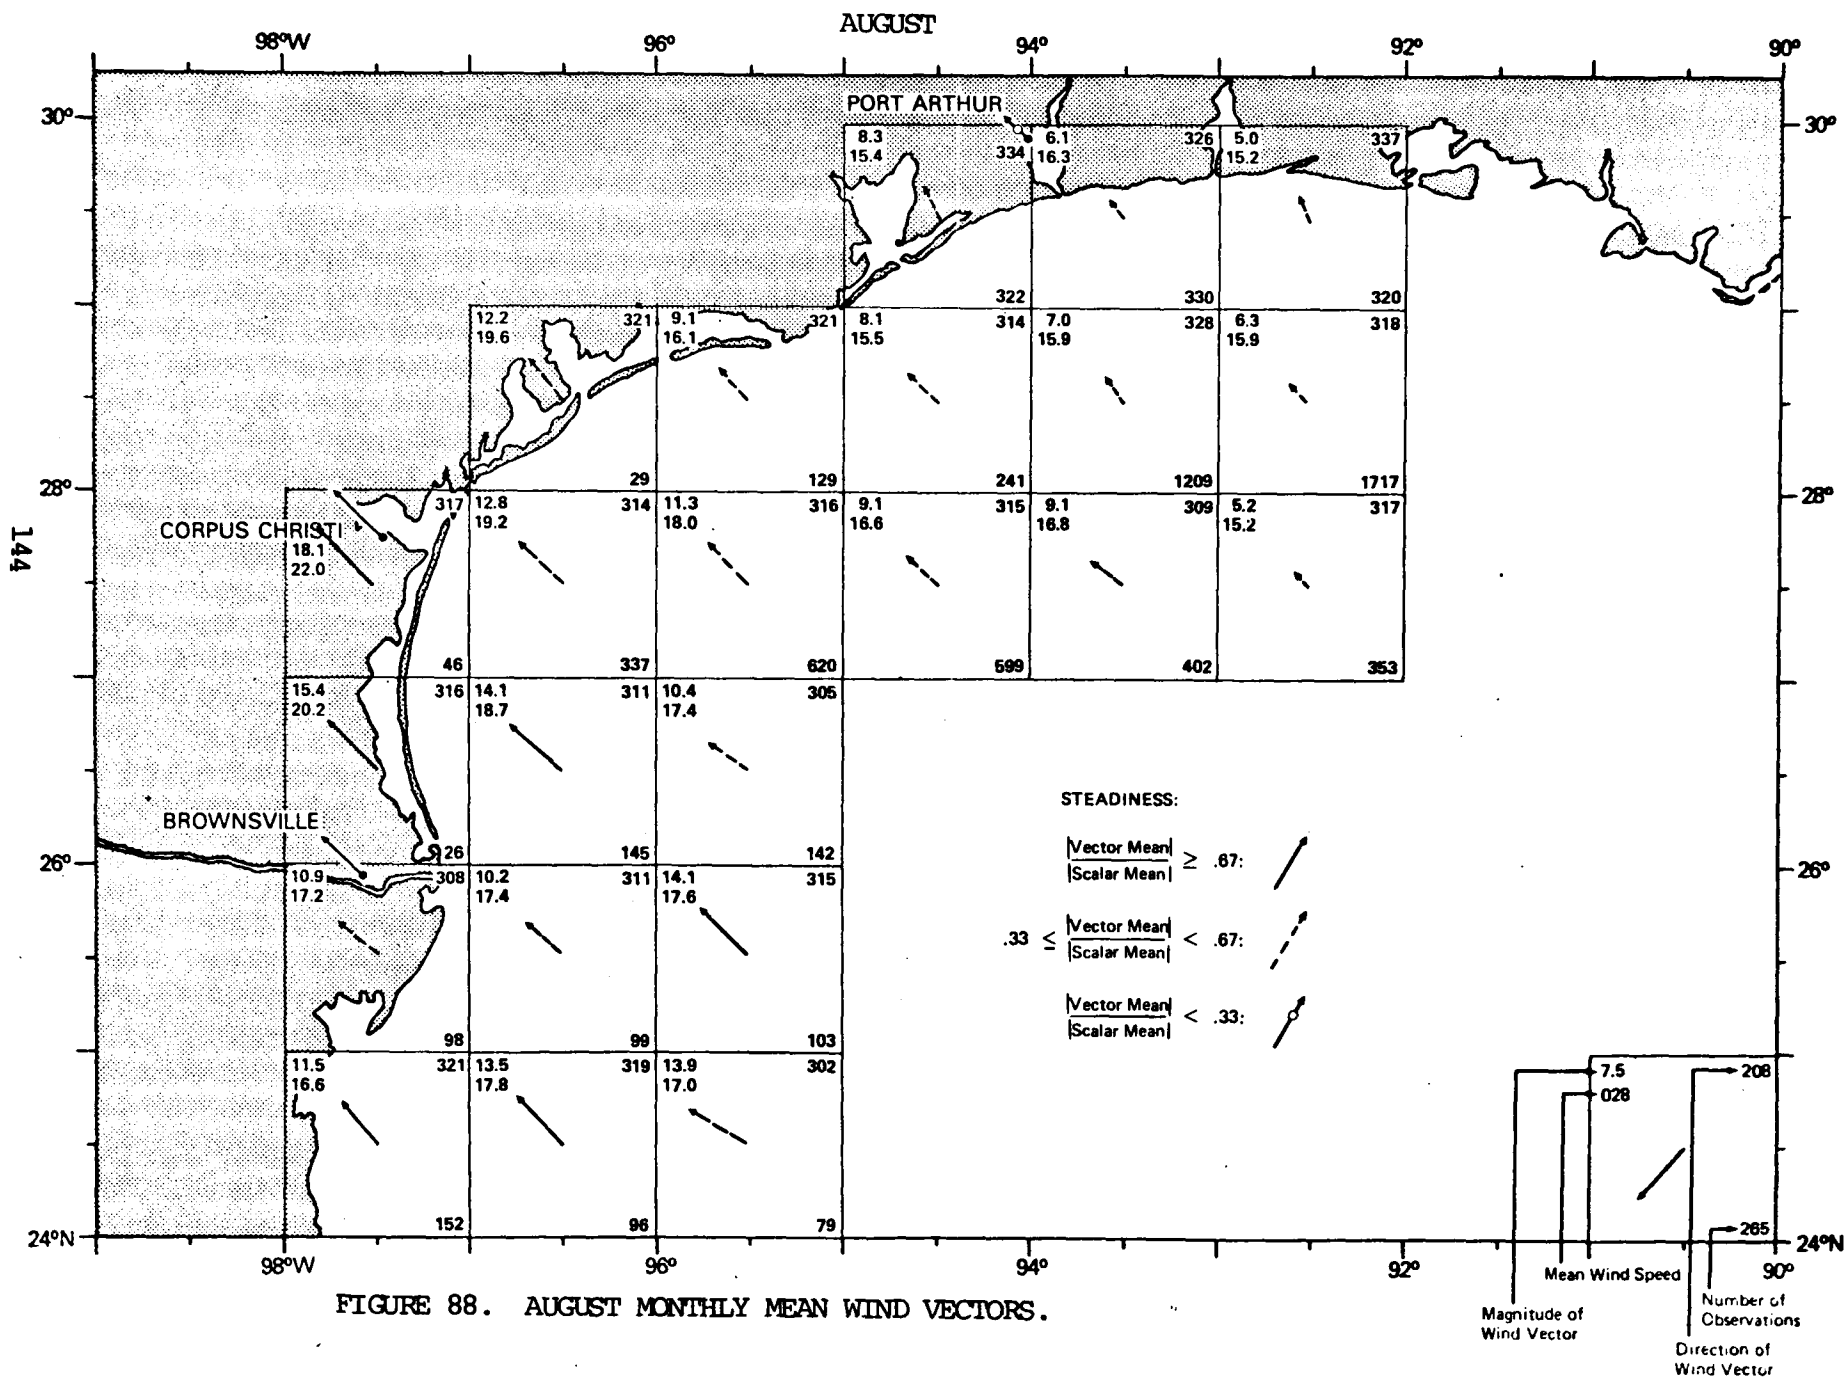 AUGUST
98°W 96° 94° 92° 90°
PORT ARTHUR
30° 30°
8.3 334 6.1 326 5.0 337
15.4 16.3 15.2
322 330 320
12.2 321 9.1 321 8.1 314 7.0 328 6.3 318
19.6 16.1 15.5 15.9 15.9
29 129 241 1209 1717
28° 28°
317 12.8 314 11.3 316 9.1 315 9.1 309 5.2 317
19.2 18.0 16.6 16.8 15.2
CORPUS CHRISTI
18.1
22.0
144
46 337 620 599 402 353
15.4 316 14.1 311 10.4 305
20.2 18.7 17.4
BROWNSVILLE
26 145 142
26° 26°
10.9 308 10.2 311 14.1 315
17.2 17.4 17.6
98 99 103
11.5 321 13.5 319 13.9 302
16.6 17.8 17.0
152 96 79
24°N 24°N
98°W 96° 94° 92° 90°
STEADINESS:
|Vector Mean|
|Scalar Mean| ≥ .67:
.33 ≤ |Vector Mean|
|Scalar Mean| < .67:
|Vector Mean|
|Scalar Mean| < .33:
7.5 208
028
265
Mean Wind Speed
Magnitude of
Wind Vector
Number of
Observations
Direction of
Wind Vector
FIGURE 88. AUGUST MONTHLY MEAN WIND VECTORS.